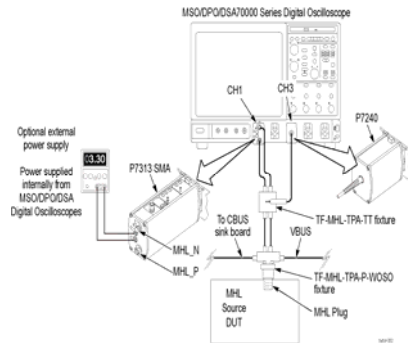 MSO/DPO/DSA70000 Series Digital Oscilloscope
CH1
CH3
P7240
Optional external
power supply
03.30
Power supplied
internally from
MSO/DPO/DSA
Digital Oscilloscopes
P7313 SMA
MHL_N
MHL_P
TF-MHL-TPA-TT fixture
To CBUS
sink board
VBUS
TF-MHL-TPA-P-WOSO
fixture
MHL Plug
MHL
Source
DUT